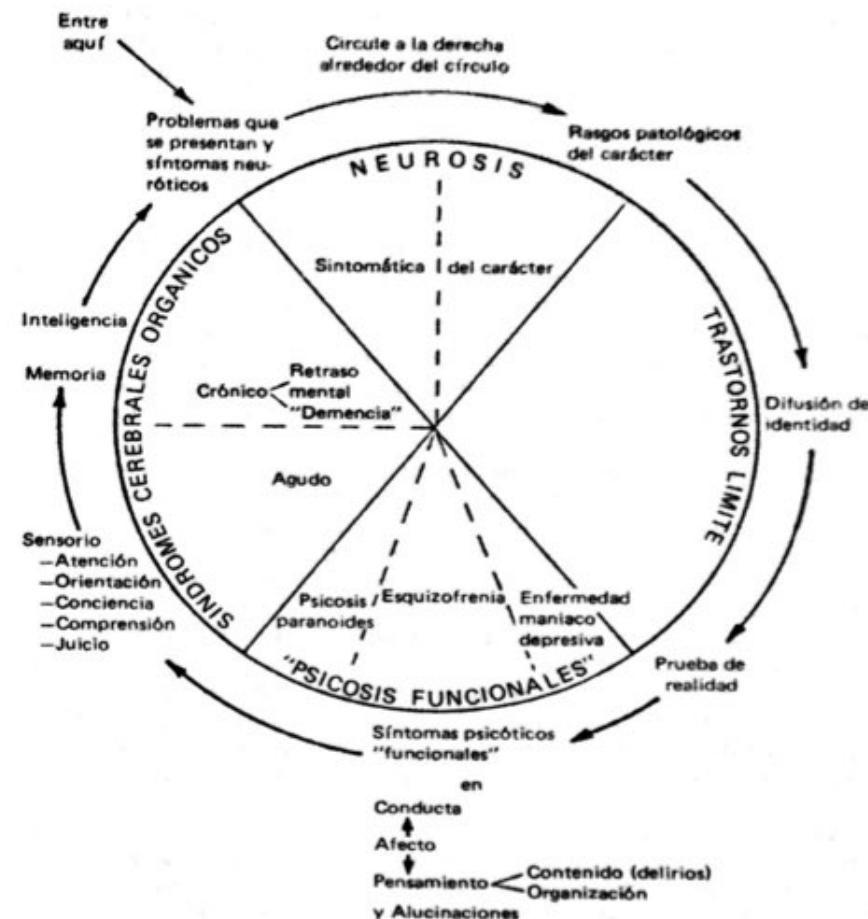 Entre
aquí
Circule a la derecha
alrededor del círculo
Problemas que
se presentan y
síntomas neu-
róticos
Rasgos patológicos
del carácter
NEUROSIS
Sintomática
del carácter
SINDROMES CEREBRALES ORGANICOS
TRASTORNOS LIMITE
Inteligencia
Memoria
Crónico
Retraso
mental
"Demencia"
Difusión de
identidad
Agudo
Sensorio
—Atención
—Orientación
—Conciencia
—Comprensión
—Juicio
Psicosis
paranoides
Esquizofrenia
Enfermedad
maniaco
depresiva
"PSICOSIS FUNCIONALES"
Prueba de
realidad
Síntomas psicóticos
"funcionales"
en
Conducta
Afecto
Pensamiento
Contenido (delirios)
Organización
y Alucinaciones